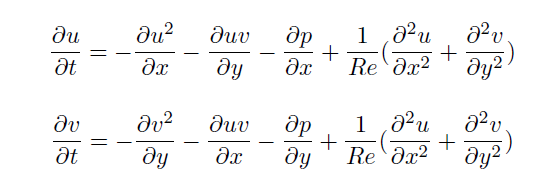 ∂u/∂t = −∂u²/∂x − ∂uv/∂y − ∂p/∂x + 1/Re(∂²u/∂x² + ∂²v/∂y²)
∂v/∂t = −∂v²/∂y − ∂uv/∂x − ∂p/∂y + 1/Re(∂²u/∂x² + ∂²v/∂y²)